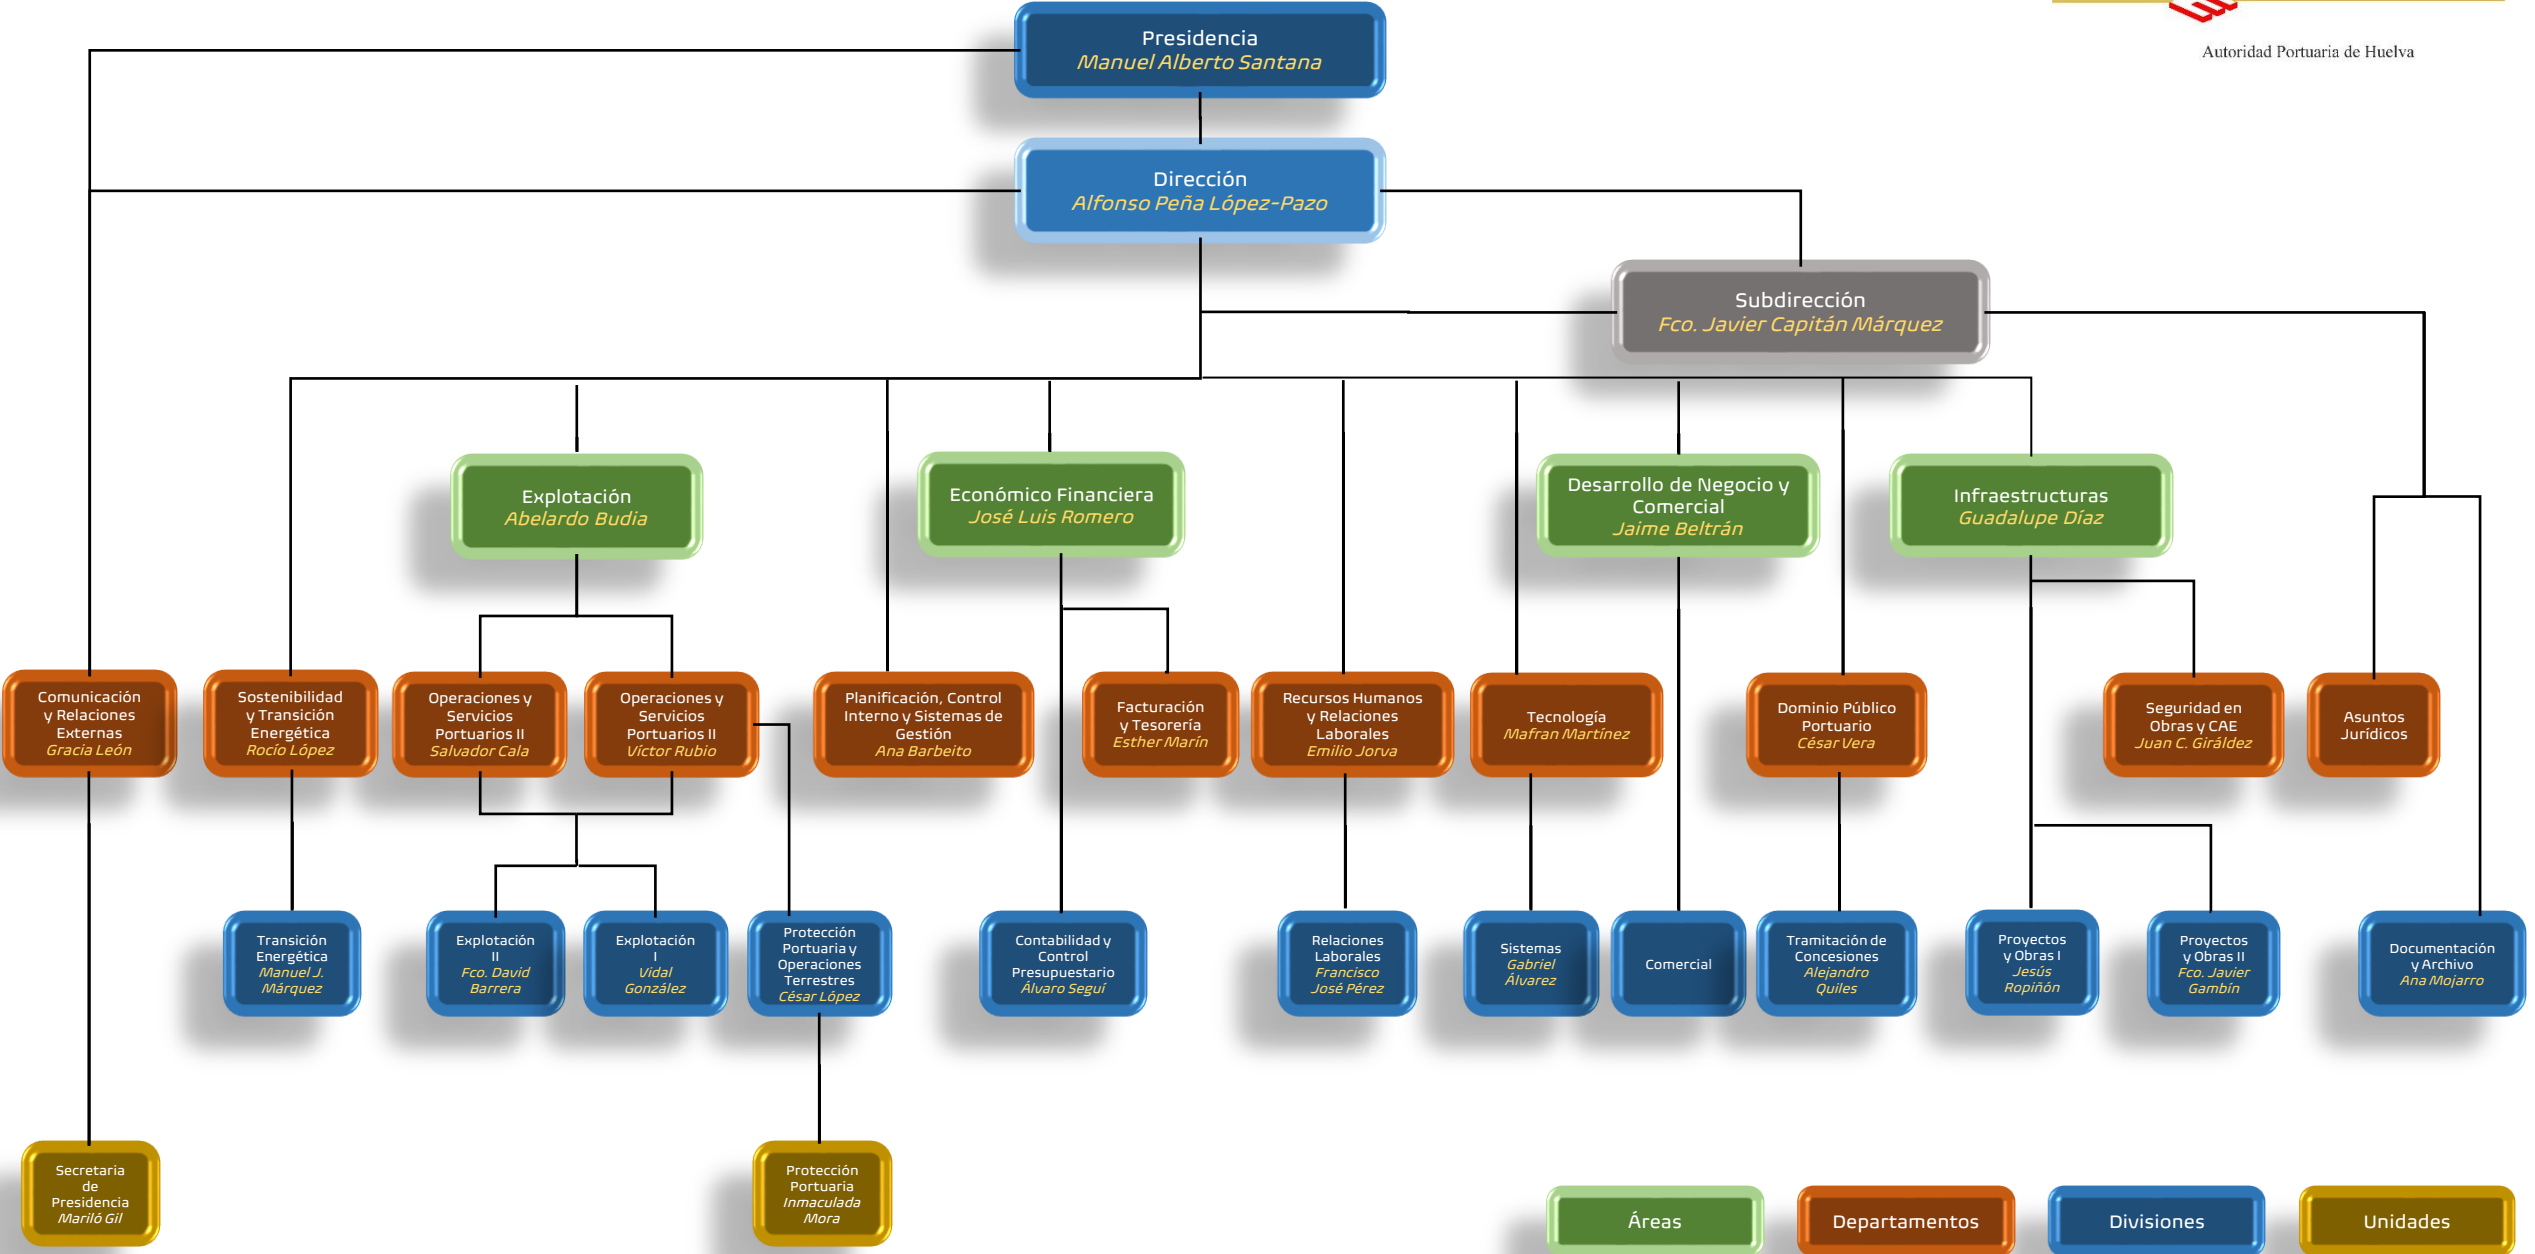 Autoridad Portuaria de Huelva
Presidencia
Manuel Alberto Santana
Dirección
Alfonso Peña López-Pazo
Subdirección
Fco. Javier Capitán Márquez
Explotación
Abelardo Budia
Económico Financiera
José Luis Romero
Desarrollo de Negocio y
Comercial
Jaime Beltrán
Infraestructuras
Guadalupe Díaz
Comunicación
y Relaciones
Externas
Gracia León
Sostenibilidad
y Transición
Energética
Rocío López
Operaciones y
Servicios
Portuarios II
Salvador Cala
Operaciones y
Servicios
Portuarios II
Víctor Rubio
Planificación, Control
Interno y Sistemas de
Gestión
Ana Barbeito
Facturación
y Tesorería
Esther Marín
Recursos Humanos
y Relaciones
Laborales
Emilio Jorva
Tecnología
Mafran Martínez
Dominio Público
Portuario
César Vera
Seguridad en
Obras y CAE
Juan C. Giráldez
Asuntos
Jurídicos
Transición
Energética
Manuel J.
Márquez
Explotación
II
Fco. David
Barrera
Explotación
I
Vidal
González
Protección
Portuaria y
Operaciones
Terrestres
César López
Contabilidad y
Control
Presupuestario
Álvaro Seguí
Relaciones
Laborales
Francisco
José Pérez
Sistemas
Gabriel
Álvarez
Comercial
Tramitación de
Concesiones
Alejandro
Quiles
Proyectos
y Obras I
Jesús
Ropiñón
Proyectos
y Obras II
Fco. Javier
Gambín
Documentación
y Archivo
Ana Mojarro
Secretaria
de
Presidencia
Mariló Gil
Protección
Portuaria
Inmaculada
Mora
Áreas
Departamentos
Divisiones
Unidades